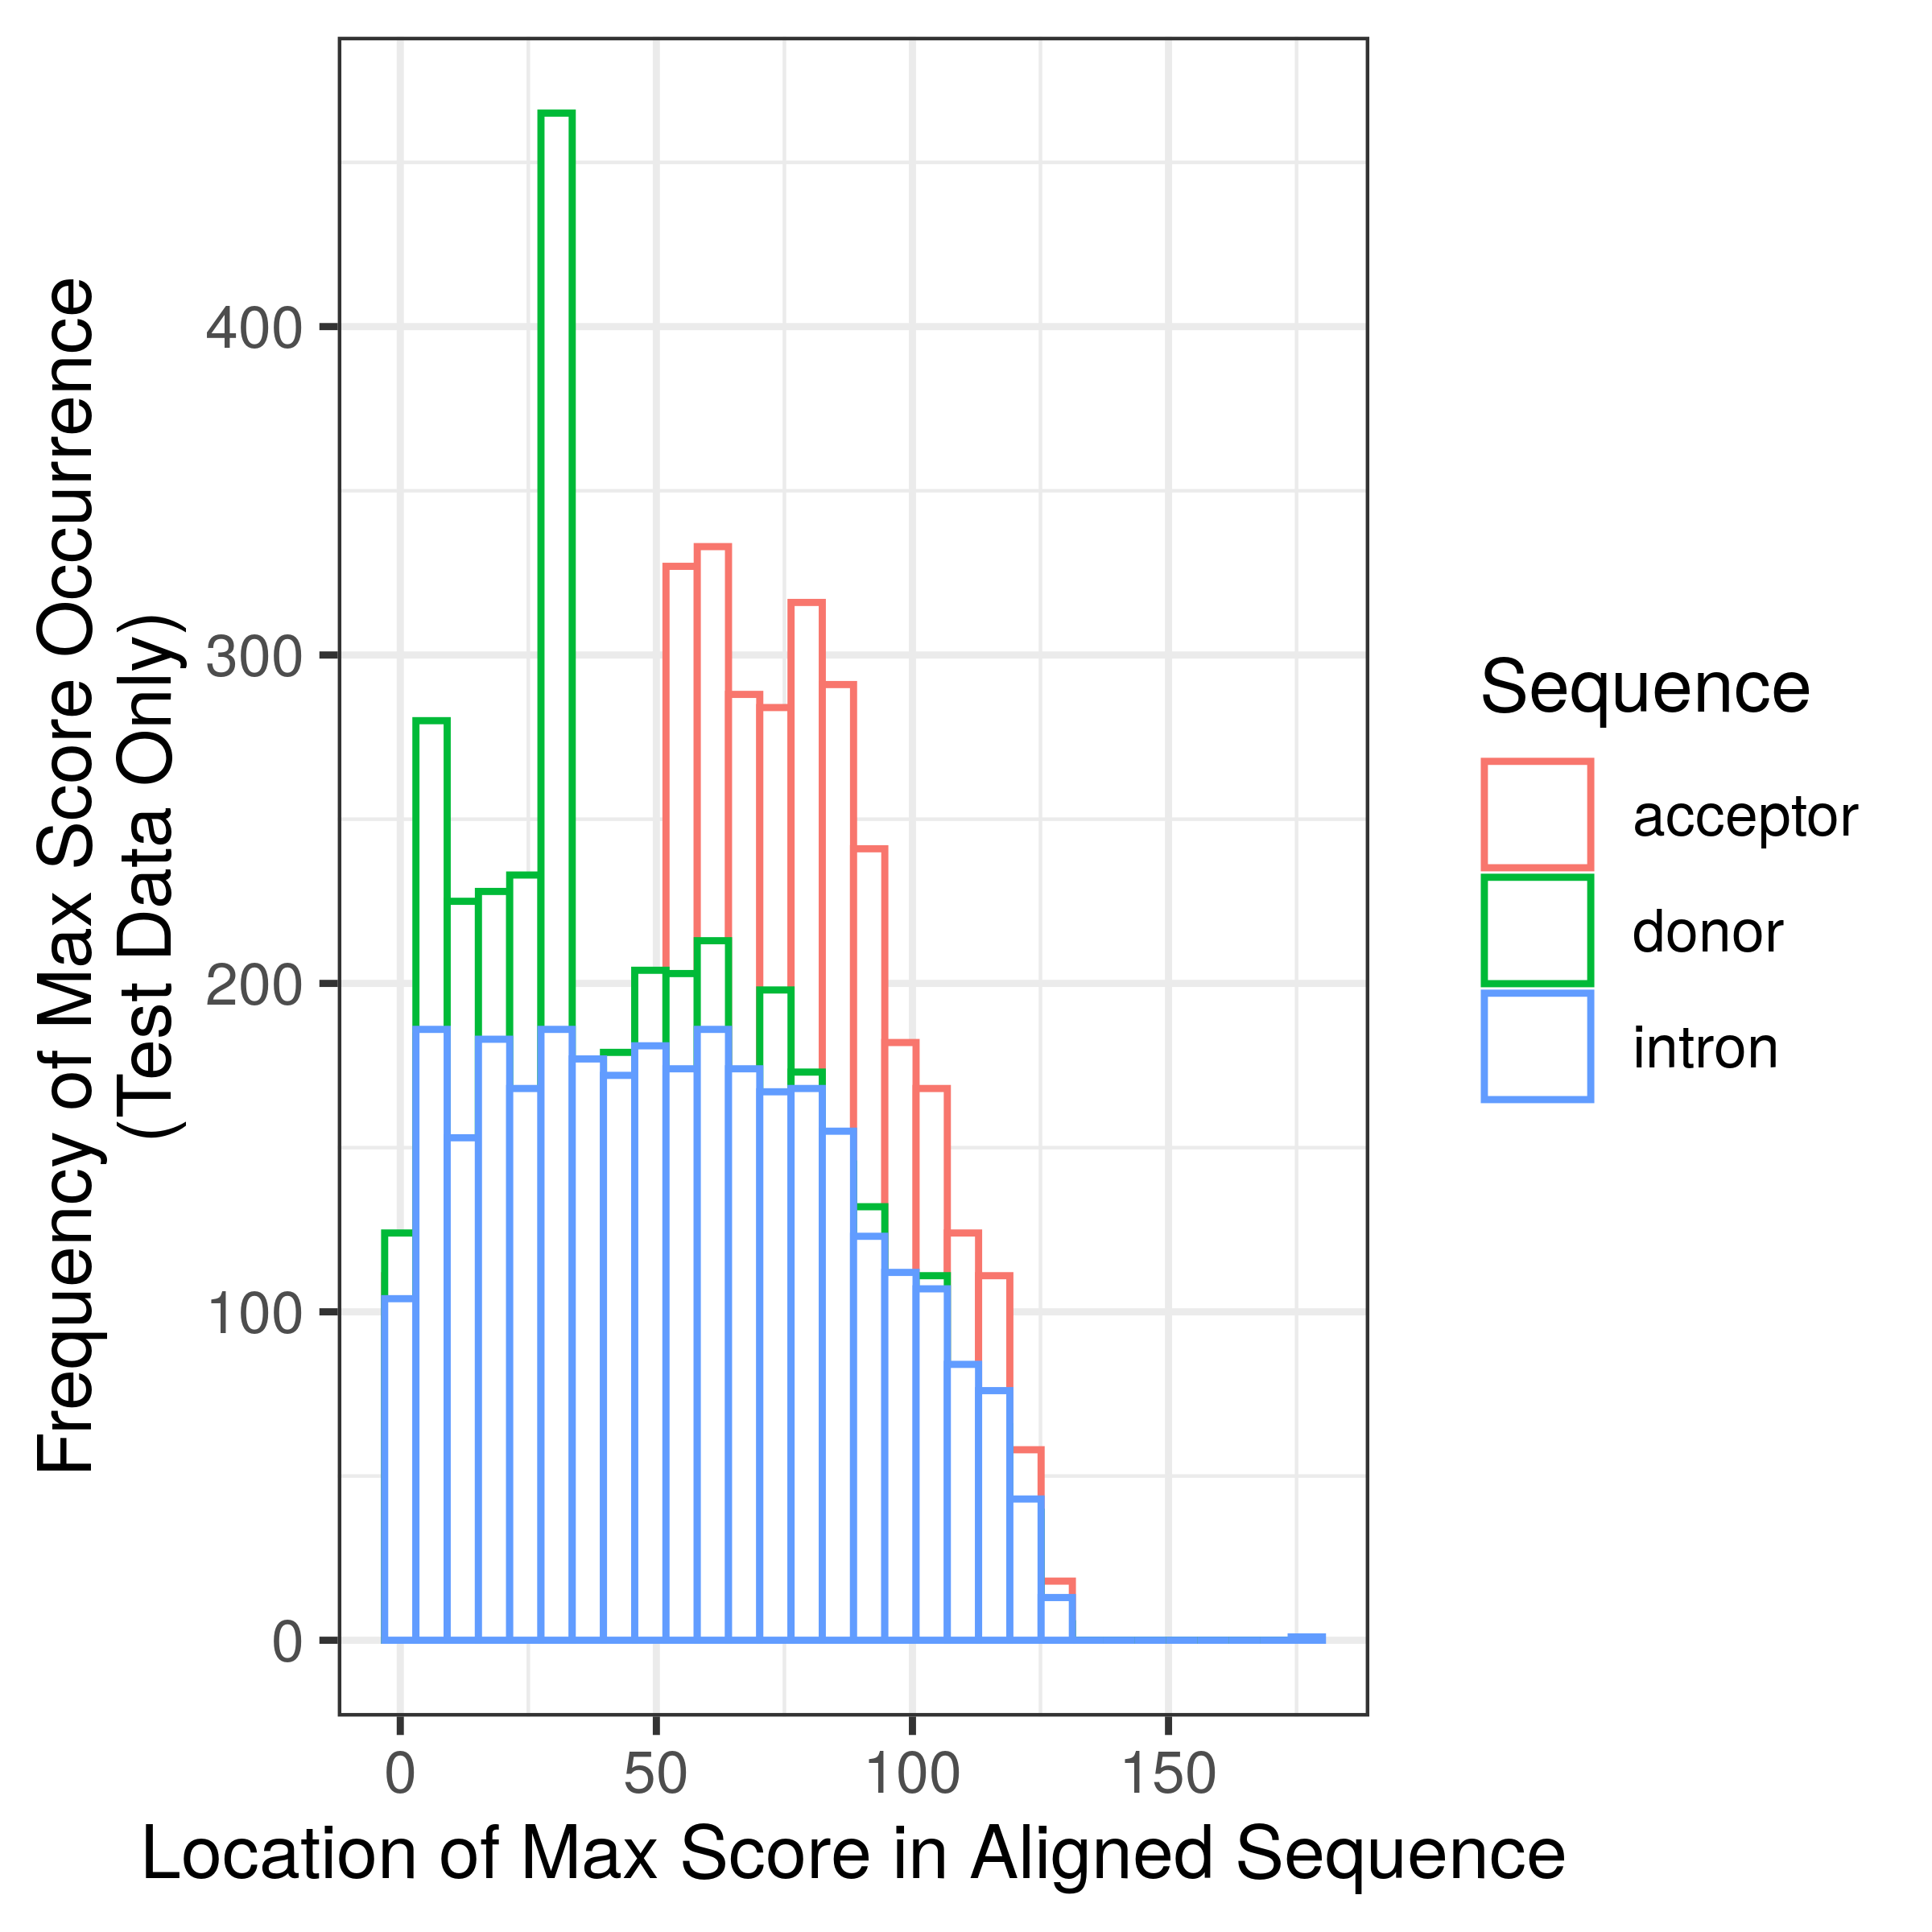 Frequency of Max Score Occurrence
(Test Data Only)
400
300
200
100
0
0
50
100
150
Location of Max Score in Aligned Sequence
Sequence
acceptor
donor
intron